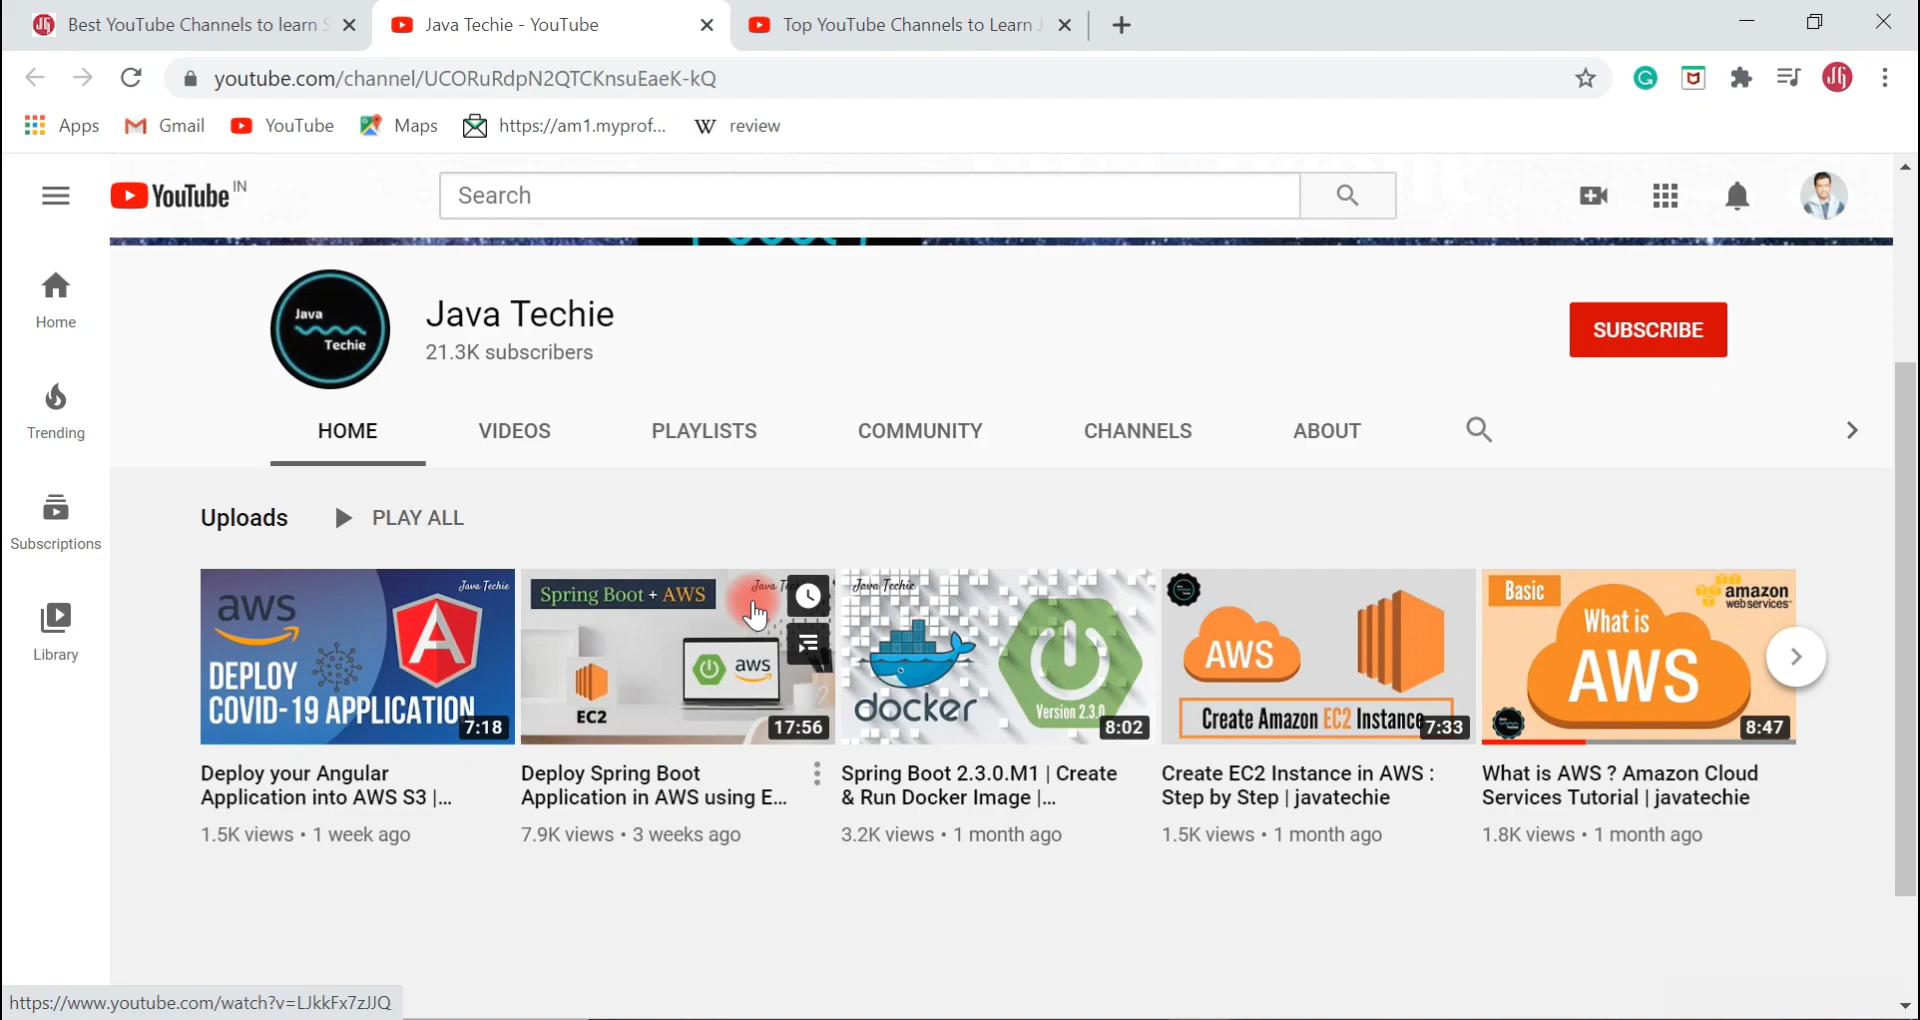 Best YouTube Channels to learn S
Java Techie - YouTube
Top YouTube Channels to Learn J
youtube.com/channel/UCORuRdpN2QTCKnsuEaeK-kQ
Apps
Gmail
YouTube
Maps
https://am1.myprof...
W review
YouTube IN
Search
Home
Trending
Subscriptions
Library
Java
Techie
Java Techie
21.3K subscribers
SUBSCRIBE
HOME
VIDEOS
PLAYLISTS
COMMUNITY
CHANNELS
ABOUT
Uploads
PLAY ALL
Java Techie
aws
A
DEPLOY
COVID-19 APPLICATION
7:18
Spring Boot + AWS
aws
EC2
17:56
Java Techie
docker
Version 2.3.0
8:02
AWS
Create Amazon EC2 Instance
7:33
Basic
amazon
webservices
What is
AWS
8:47
Deploy your Angular
Application into AWS S3 |...
1.5K views • 1 week ago
Deploy Spring Boot
Application in AWS using E...
7.9K views • 3 weeks ago
Spring Boot 2.3.0.M1 | Create
& Run Docker Image |...
3.2K views • 1 month ago
Create EC2 Instance in AWS :
Step by Step | javatechie
1.5K views • 1 month ago
What is AWS ? Amazon Cloud
Services Tutorial | javatechie
1.8K views • 1 month ago
https://www.youtube.com/watch?v=LJkkFx7zJJQ